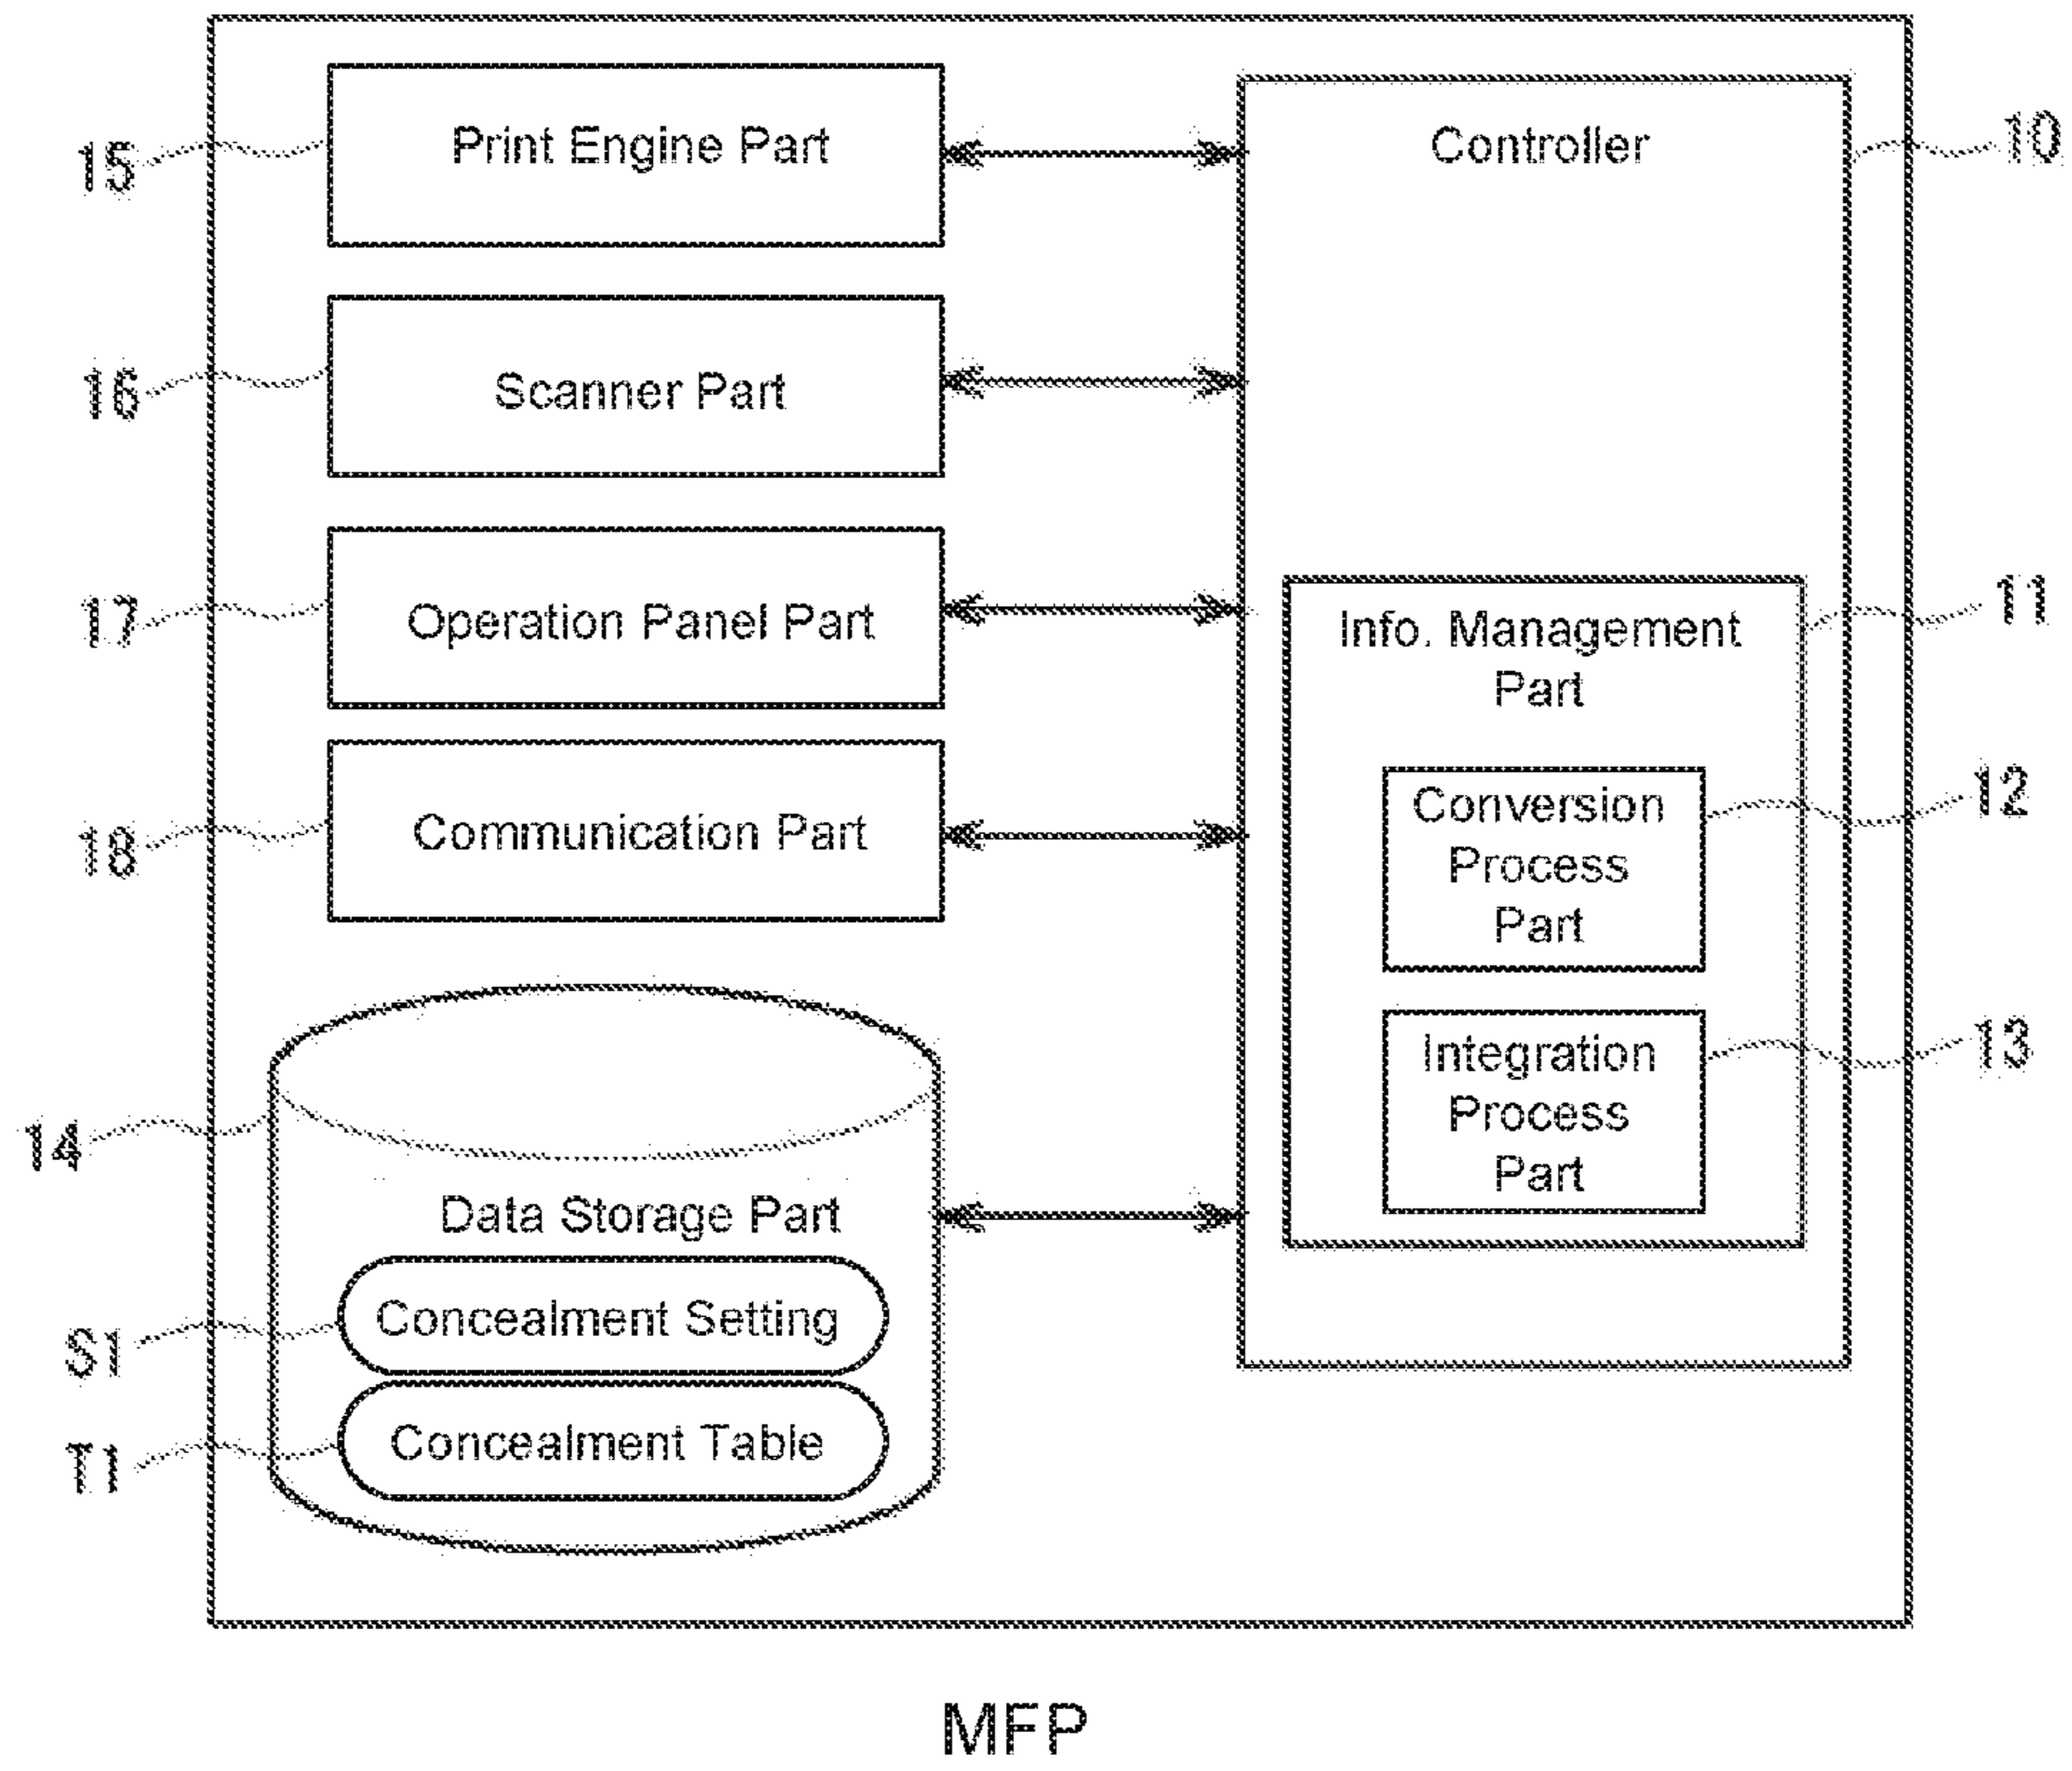 15
Print Engine Part
Controller
10
16
Scanner Part
17
Operation Panel Part
Info. Management
Part
11
18
Communication Part
Conversion
Process
Part
12
Integration
Process
Part
13
14
Data Storage Part
S1
Concealment Setting
T1
Concealment Table
MFP